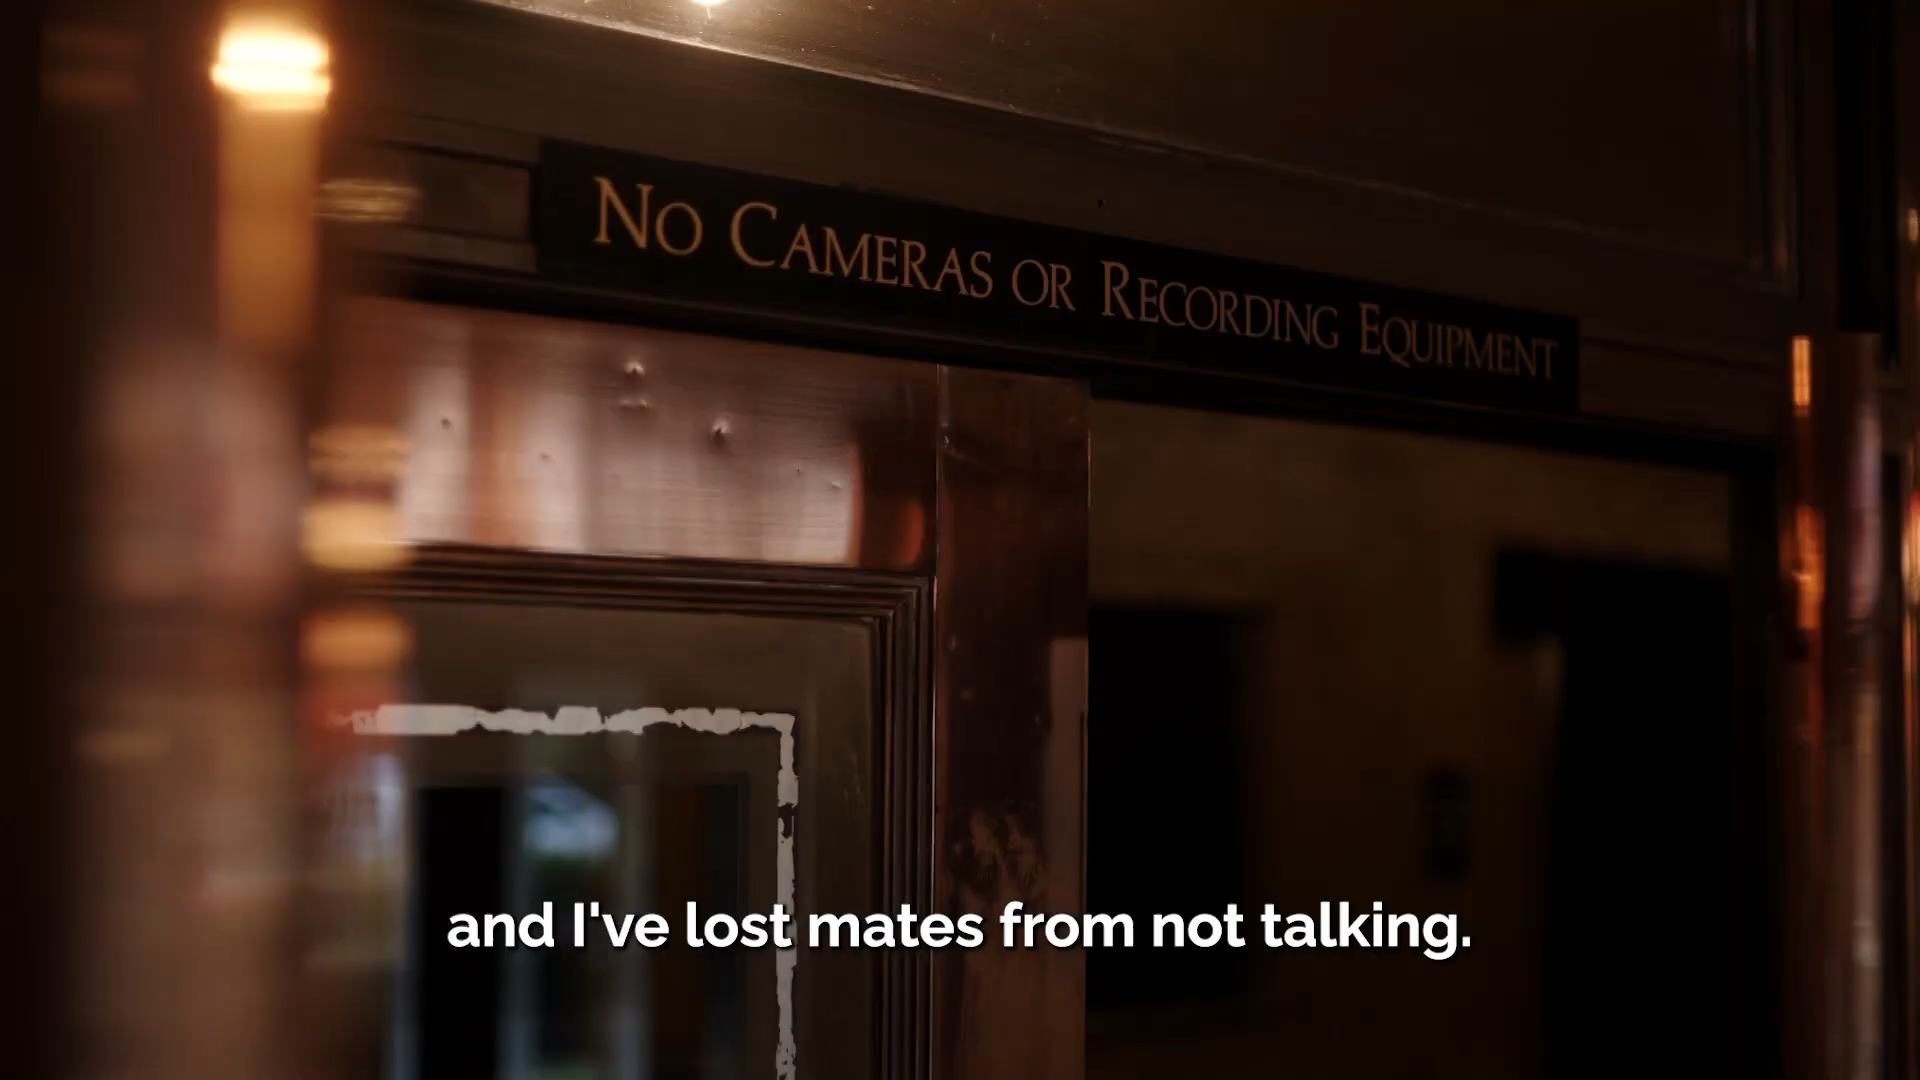 No Cameras or Recording Equipment
and I've lost mates from not talking.